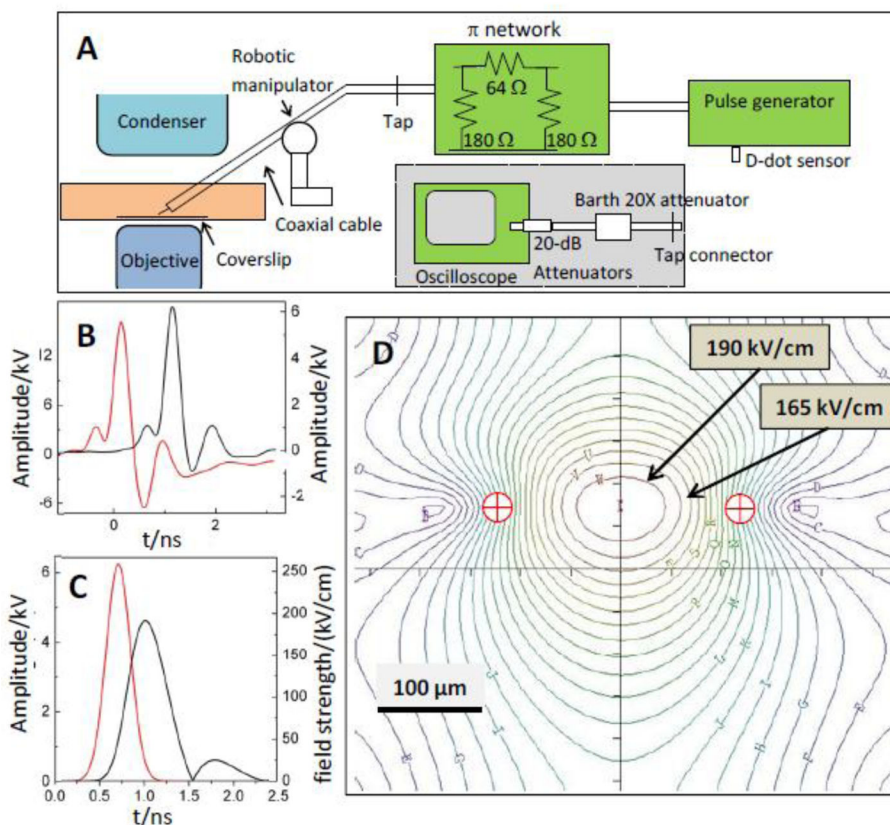 A
π network
Robotic
manipulator
64 Ω
180 Ω
180 Ω
Pulse generator
Condenser
Tap
D-dot sensor
Coaxial cable
Barth 20X attenuator
20-dB
Objective
Coverslip
Oscilloscope
Attenuators
Tap connector
B
Amplitude/kV
12
6
0
-6
6
4
2
0
-2
Amplitude/kV
0
2
t/ns
C
Amplitude/kV
6
4
2
0
250
200
150
100
50
0
field strength/(kV/cm)
0.0
0.5
1.0
1.5
2.0
2.5
t/ns
D
190 kV/cm
165 kV/cm
100 µm